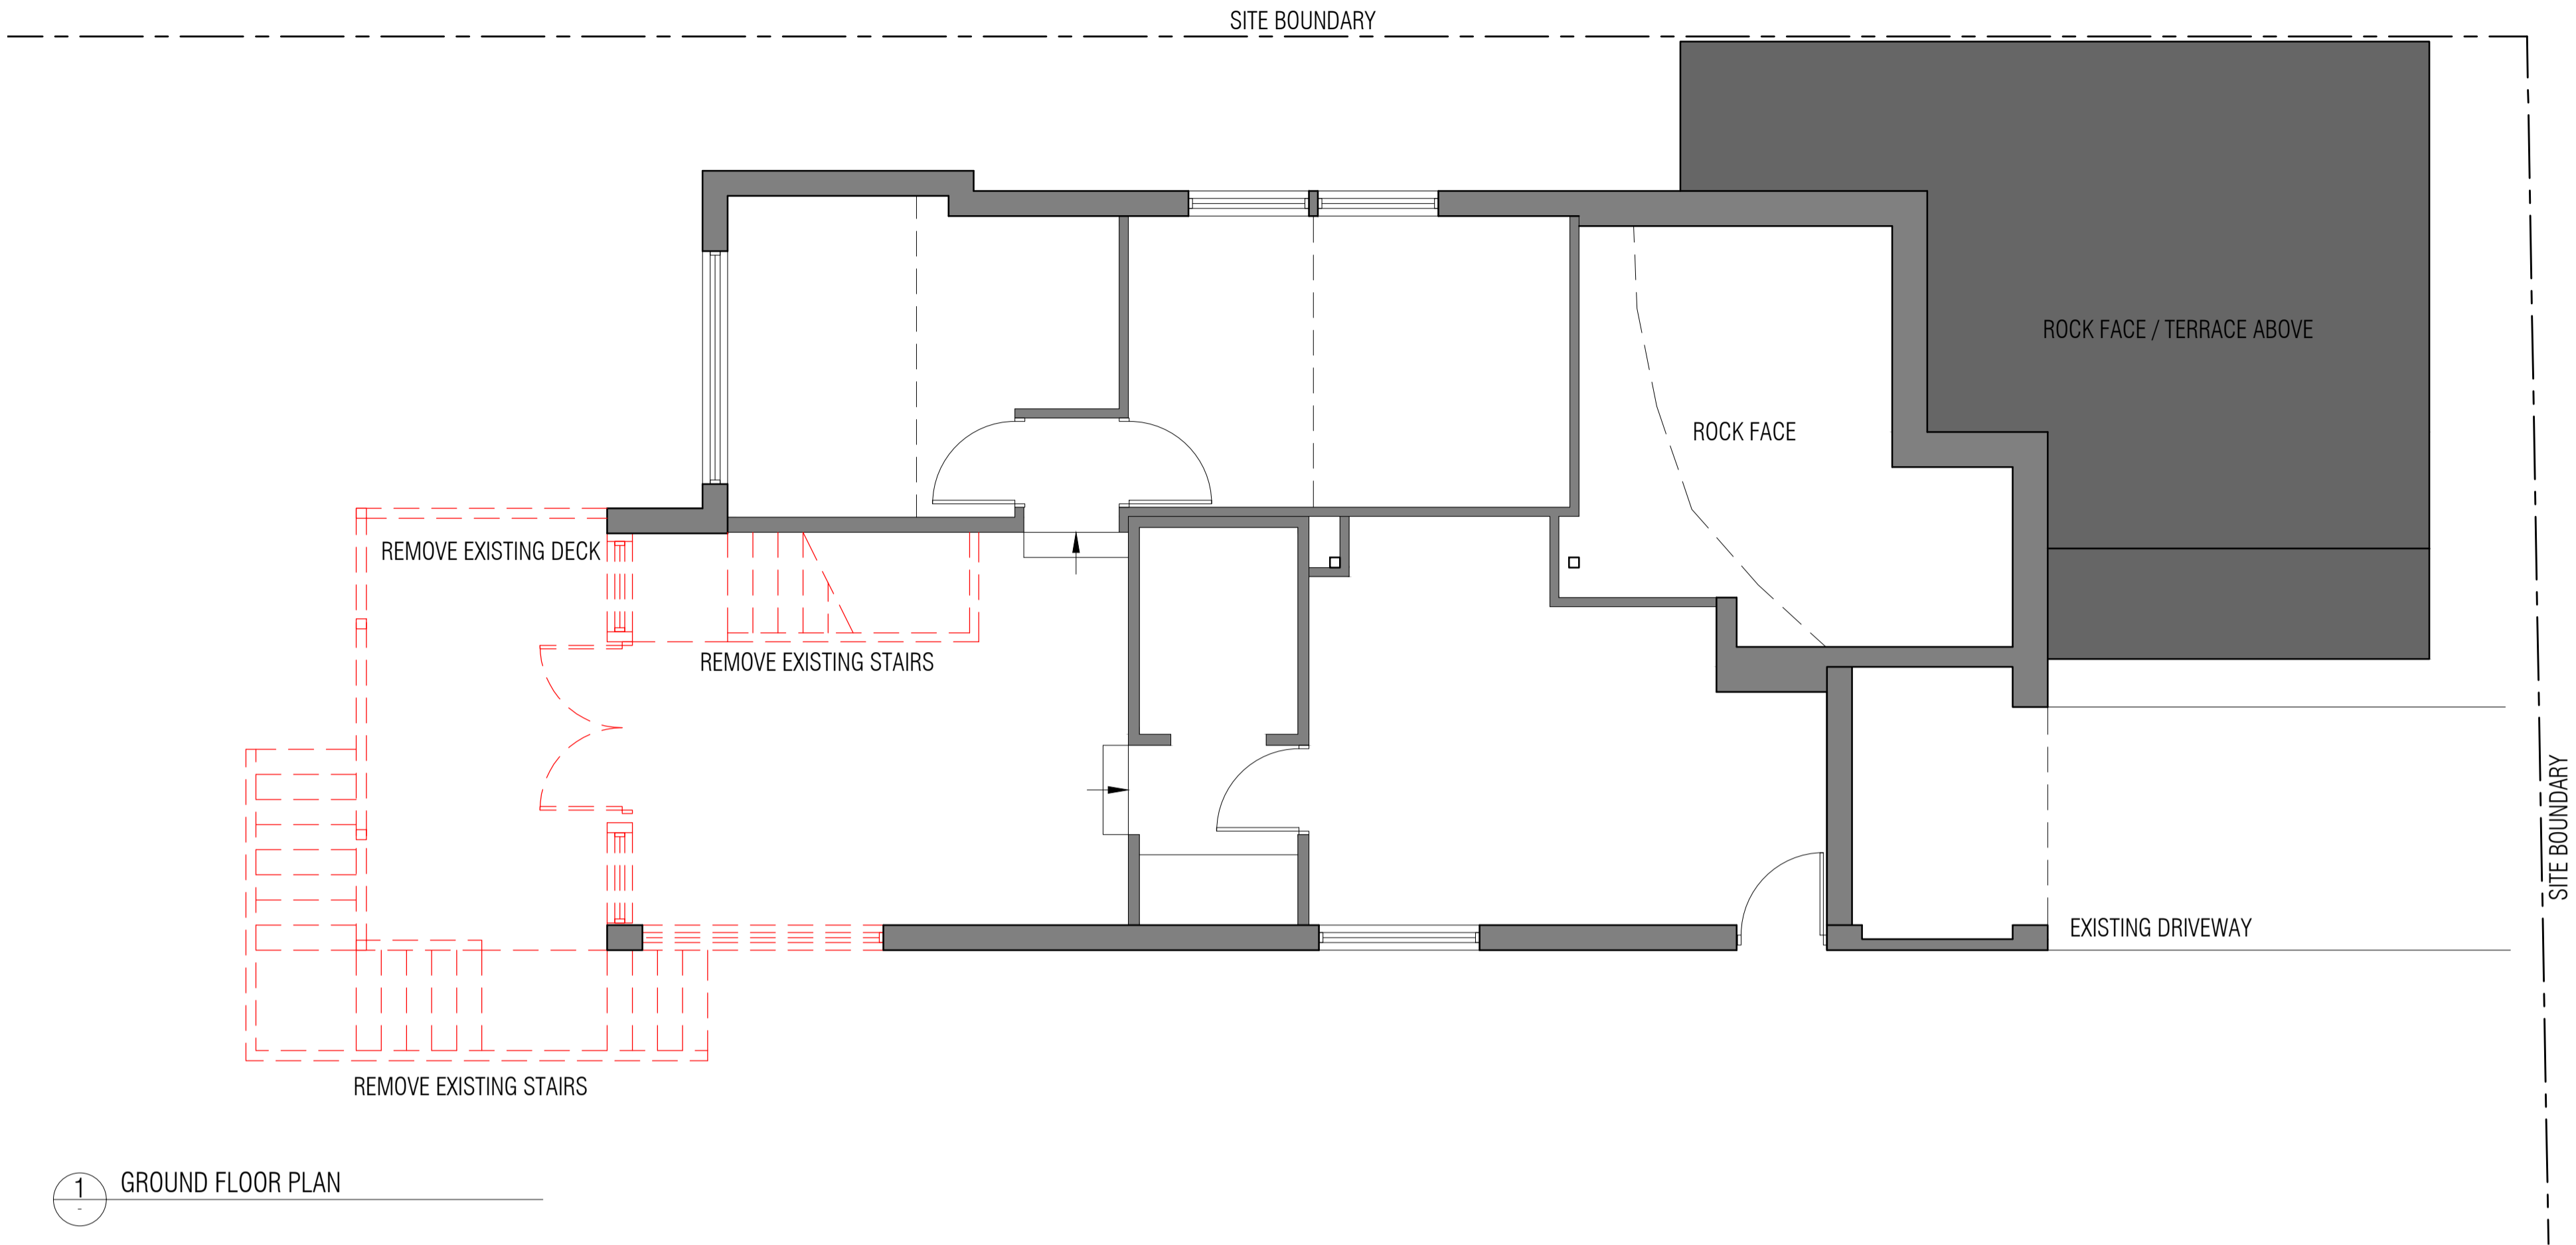 SITE BOUNDARY
ROCK FACE / TERRACE ABOVE
ROCK FACE
REMOVE EXISTING DECK
REMOVE EXISTING STAIRS
SITE BOUNDARY
EXISTING DRIVEWAY
REMOVE EXISTING STAIRS
1
-
GROUND FLOOR PLAN